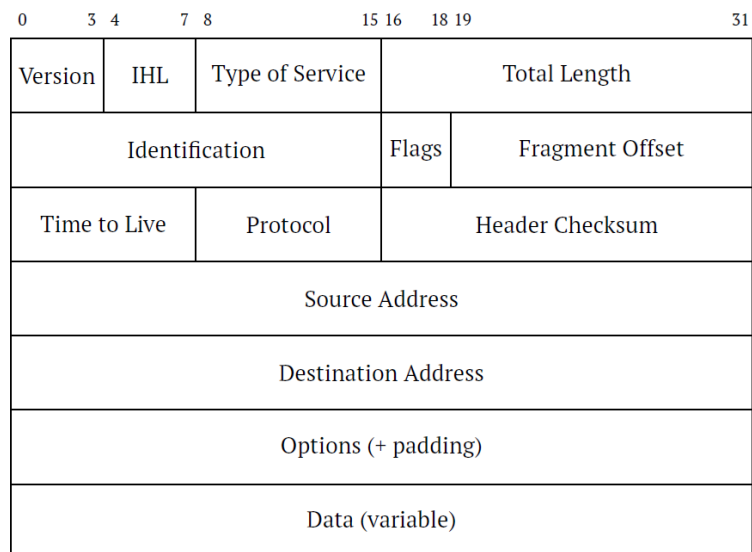 0 3 4 7 8 15 16 18 19 31
Version IHL Type of Service Total Length
Identification Flags Fragment Offset
Time to Live Protocol Header Checksum
Source Address
Destination Address
Options (+ padding)
Data (variable)